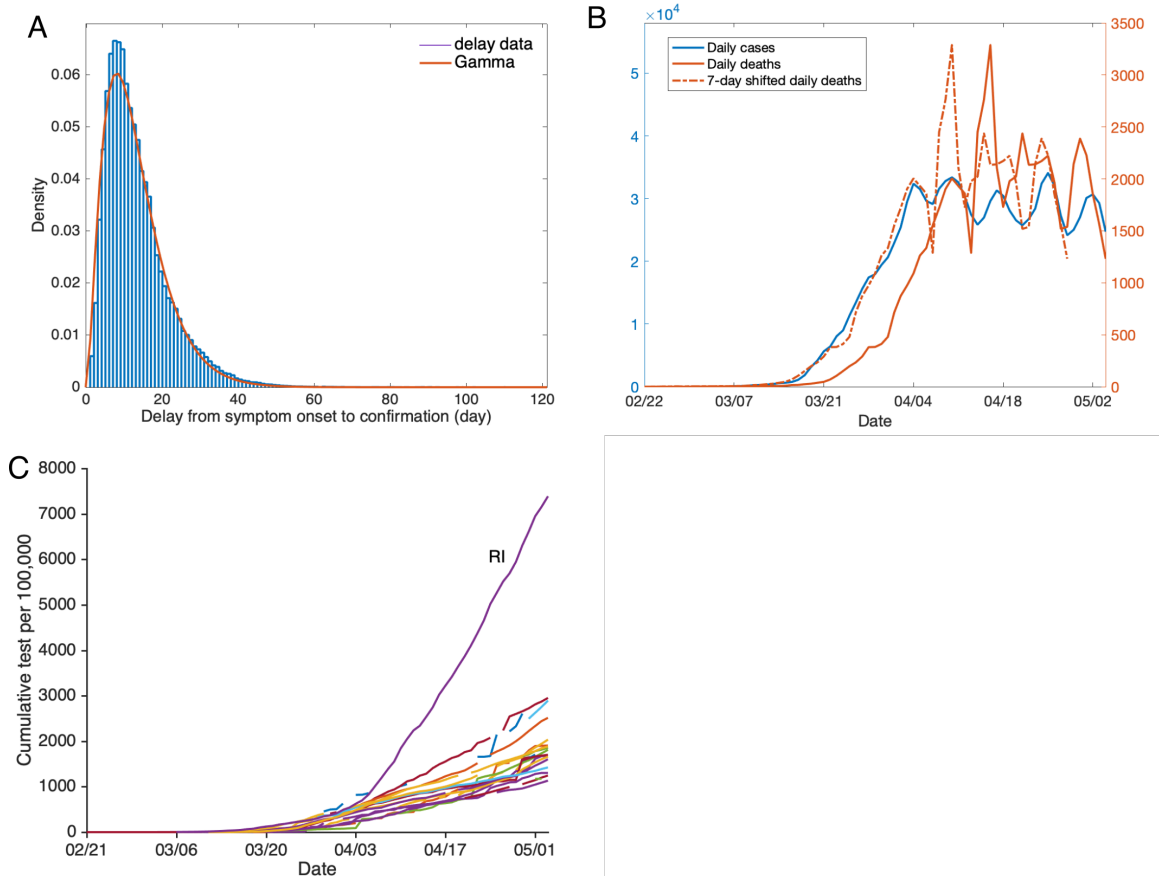 A
delay data
Gamma
Density
0.06
0.05
0.04
0.03
0.02
0.01
0
0 20 40 60 80 100 120
Delay from symptom onset to confirmation (day)
B
×10⁴
Daily cases
Daily deaths
7-day shifted daily deaths
5
4
3
2
1
0
3500
3000
2500
2000
1500
1000
500
0
02/22 03/07 03/21 04/04 04/18 05/02
Date
C
Cumulative test per 100,000
8000
7000
6000
5000
4000
3000
2000
1000
0
RI
02/21 03/06 03/20 04/03 04/17 05/01
Date